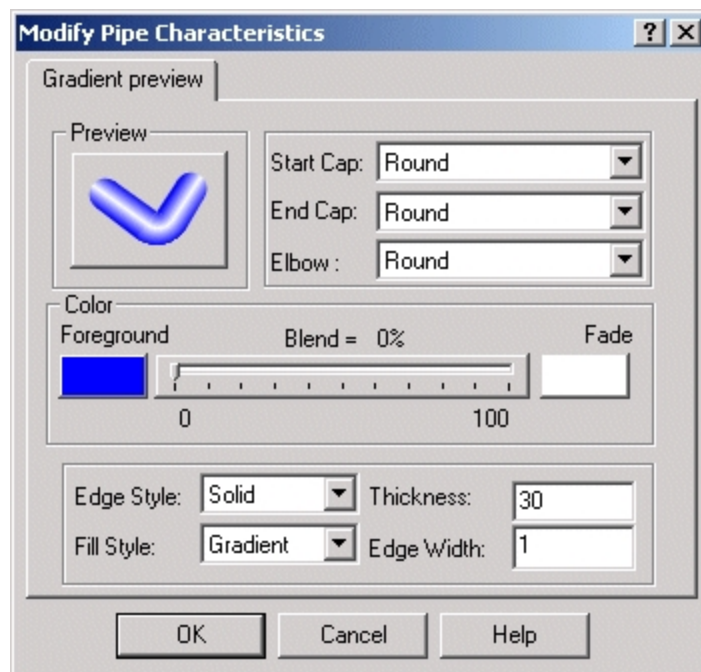 Modify Pipe Characteristics
Gradient preview
Preview
Start Cap: Round
End Cap: Round
Elbow : Round
Color
Foreground Blend = 0% Fade
0 100
Edge Style: Solid Thickness: 30
Fill Style: Gradient Edge Width: 1
OK Cancel Help